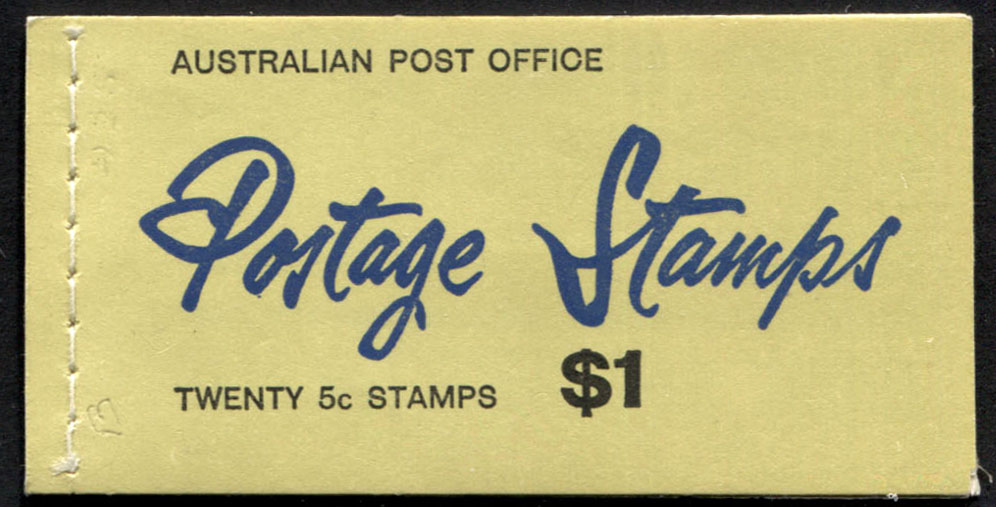 AUSTRALIAN POST OFFICE
Postage Stamps
TWENTY 5c STAMPS $1